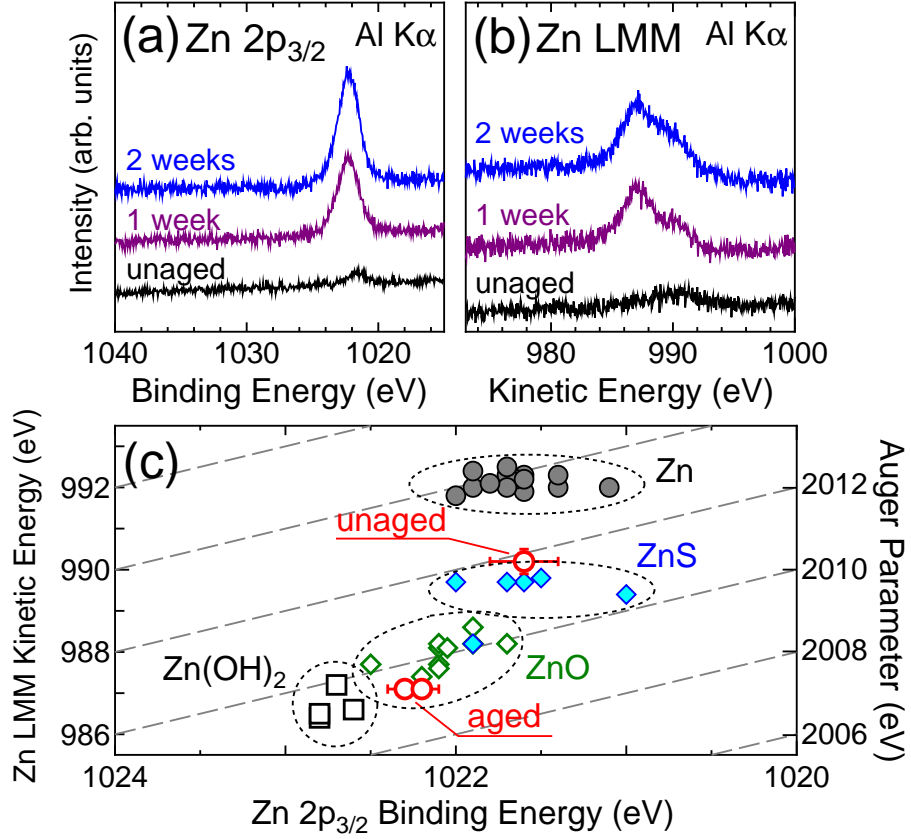 (a) Zn 2p3/2 Al Kα
(b) Zn LMM Al Kα
Intensity (arb. units)
2 weeks
1 week
unaged
2 weeks
1 week
unaged
1040 1030 1020
980 990 1000
Binding Energy (eV)
Kinetic Energy (eV)
(c)
Zn LMM Kinetic Energy (eV)
Auger Parameter (eV)
992
990
988
986
2012
2010
2008
2006
Zn
unaged
ZnS
Zn(OH)2
ZnO
aged
1024 1022 1020
Zn 2p3/2 Binding Energy (eV)